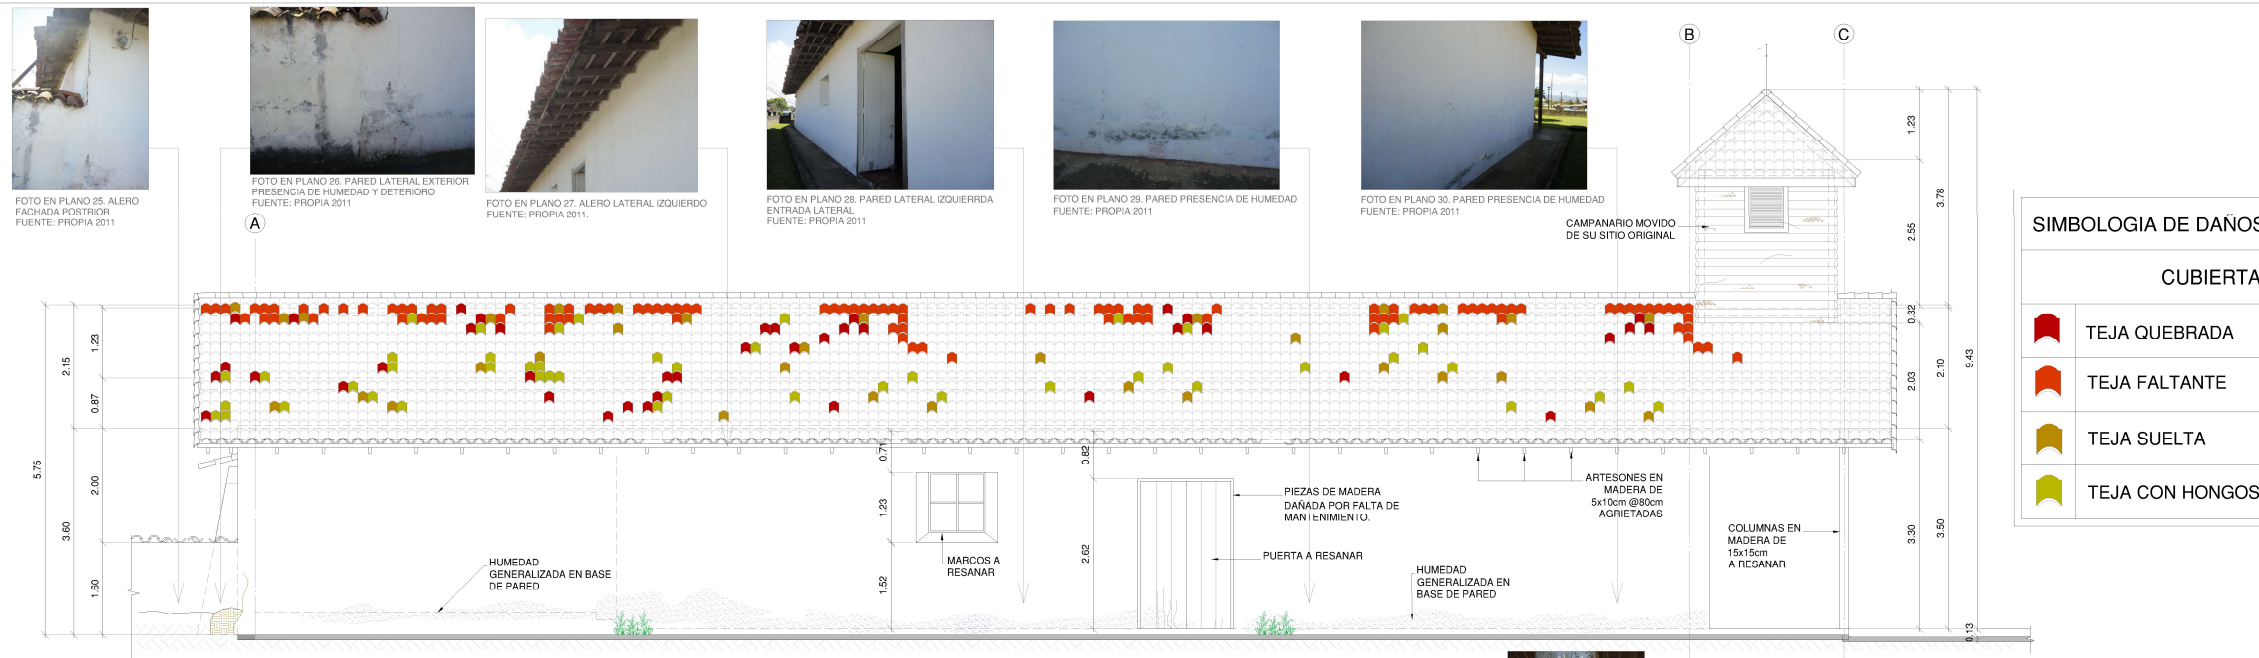 FOTO EN PLANO 25. ALERO
FACHADA POSTRIOR
FUENTE: PROPIA 2011
FOTO EN PLANO 26. PARED LATERAL EXTERIOR
PRESENCIA DE HUMEDAD Y DETERIORO
FUENTE: PROPIA 2011
FOTO EN PLANO 27. ALERO LATERAL IZQUIERDO
FUENTE: PROPIA 2011.
FOTO EN PLANO 28. PARED LATERAL IZQUIERRDA
ENTRADA LATERAL
FUENTE: PROPIA 2011
FOTO EN PLANO 29. PARED PRESENCIA DE HUMEDAD
FUENTE: PROPIA 2011
FOTO EN PLANO 30. PARED PRESENCIA DE HUMEDAD
FUENTE: PROPIA 2011
A
B
C
CAMPANARIO MOVIDO
DE SU SITIO ORIGINAL
SIMBOLOGIA DE DAÑOS
CUBIERTA
TEJA QUEBRADA
TEJA FALTANTE
TEJA SUELTA
TEJA CON HONGOS
5.75
2.15
3.60
1.23
0.87
2.00
1.60
HUMEDAD
GENERALIZADA EN BASE
DE PARED
0.71
1.23
1.52
MARCOS A
RESANAR
0.82
2.62
PIEZAS DE MADERA
DAÑADA POR FALTA DE
MANTENIMIENTO.
PUERTA A RESANAR
HUMEDAD
GENERALIZADA EN
BASE DE PARED
ARTESONES EN
MADERA DE
5x10cm @80cm
AGRIETADAS
COLUMNAS EN
MADERA DE
15x15cm
A RESANAR
1.23
2.55
0.32
2.03
3.30
3.78
2.10
3.50
9.43
0.13